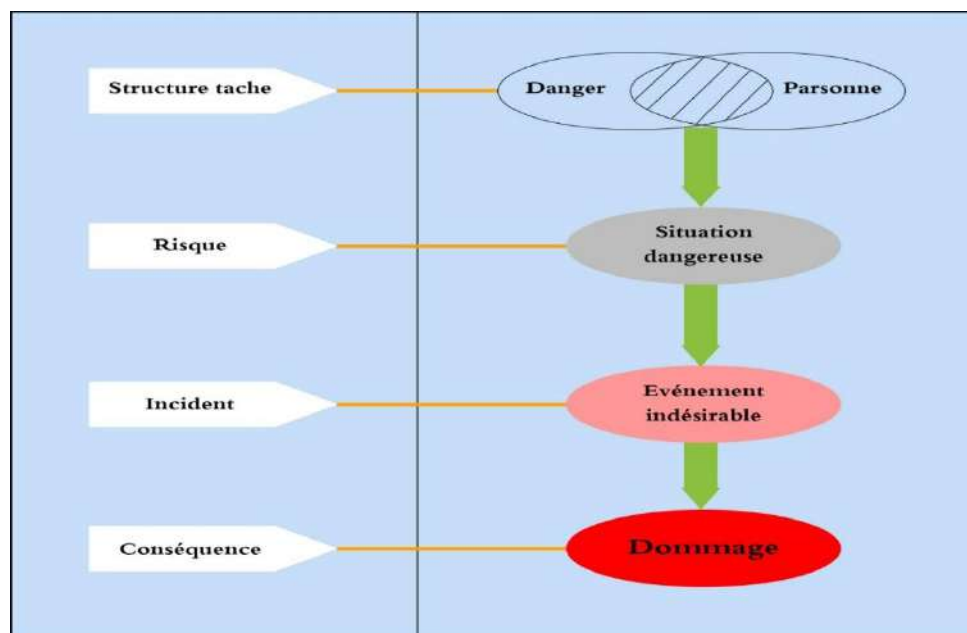 Structure tache
Danger
Parsonne
Risque
Situation
dangereuse
Incident
Evénement
indésirable
Conséquence
Dommage